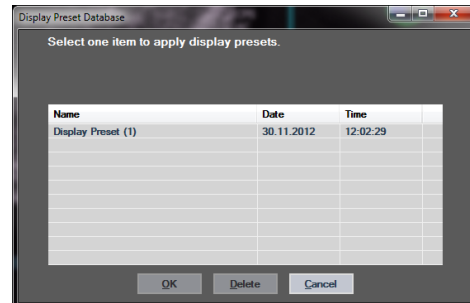 Display Preset Database
Select one item to apply display presets.
Name Date Time
Display Preset (1) 30.11.2012 12:02:29
OK Delete Cancel